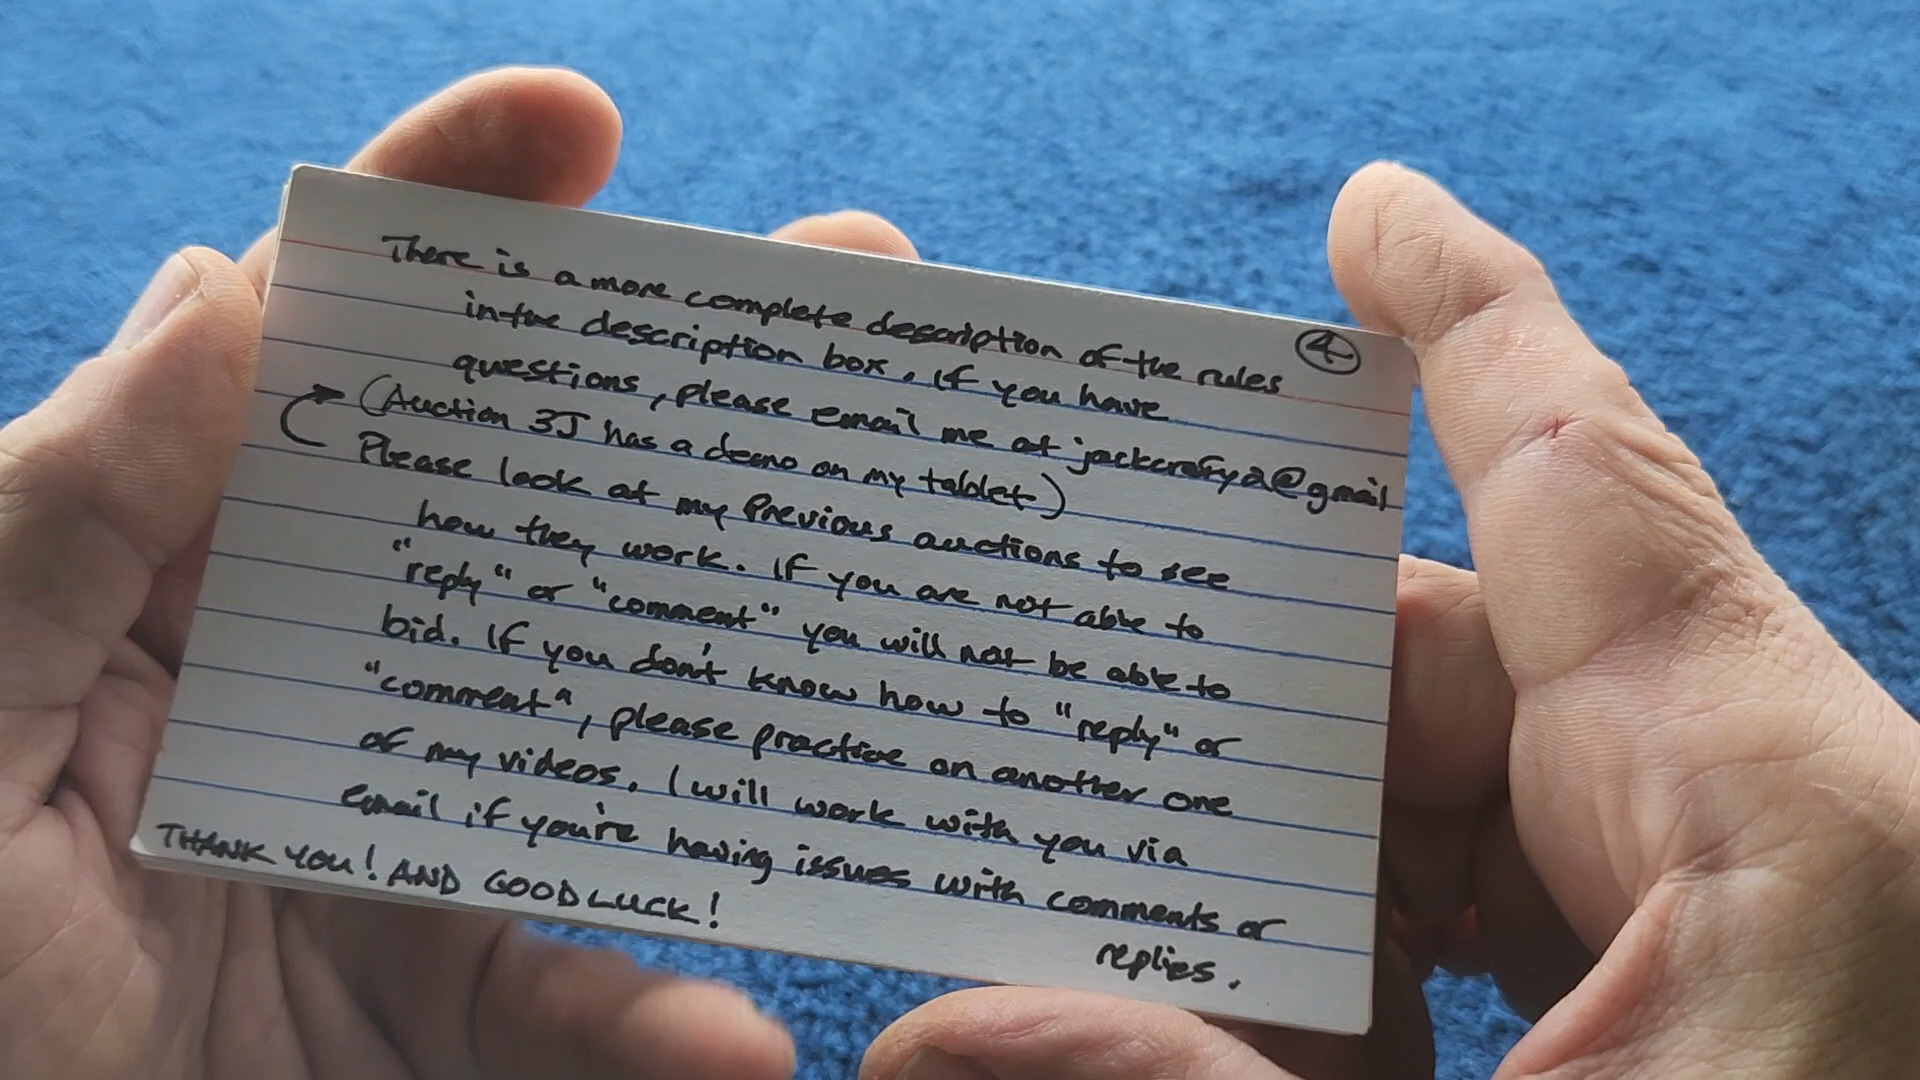 There is a more complete description of the rules
④
in the description box. If you have
questions, please email me at jackcrafty2@gmail
(Auction 3J has a demo on my tablet)
Please look at my previous auctions to see
how they work. If you are not able to
"reply" or "comment" you will not be able to
bid. If you don't know how to "reply" or
"comment", please practice on another one
of my videos. I will work with you via
email if you're having issues with comments or
replies.
THANK YOU! AND GOOD LUCK!